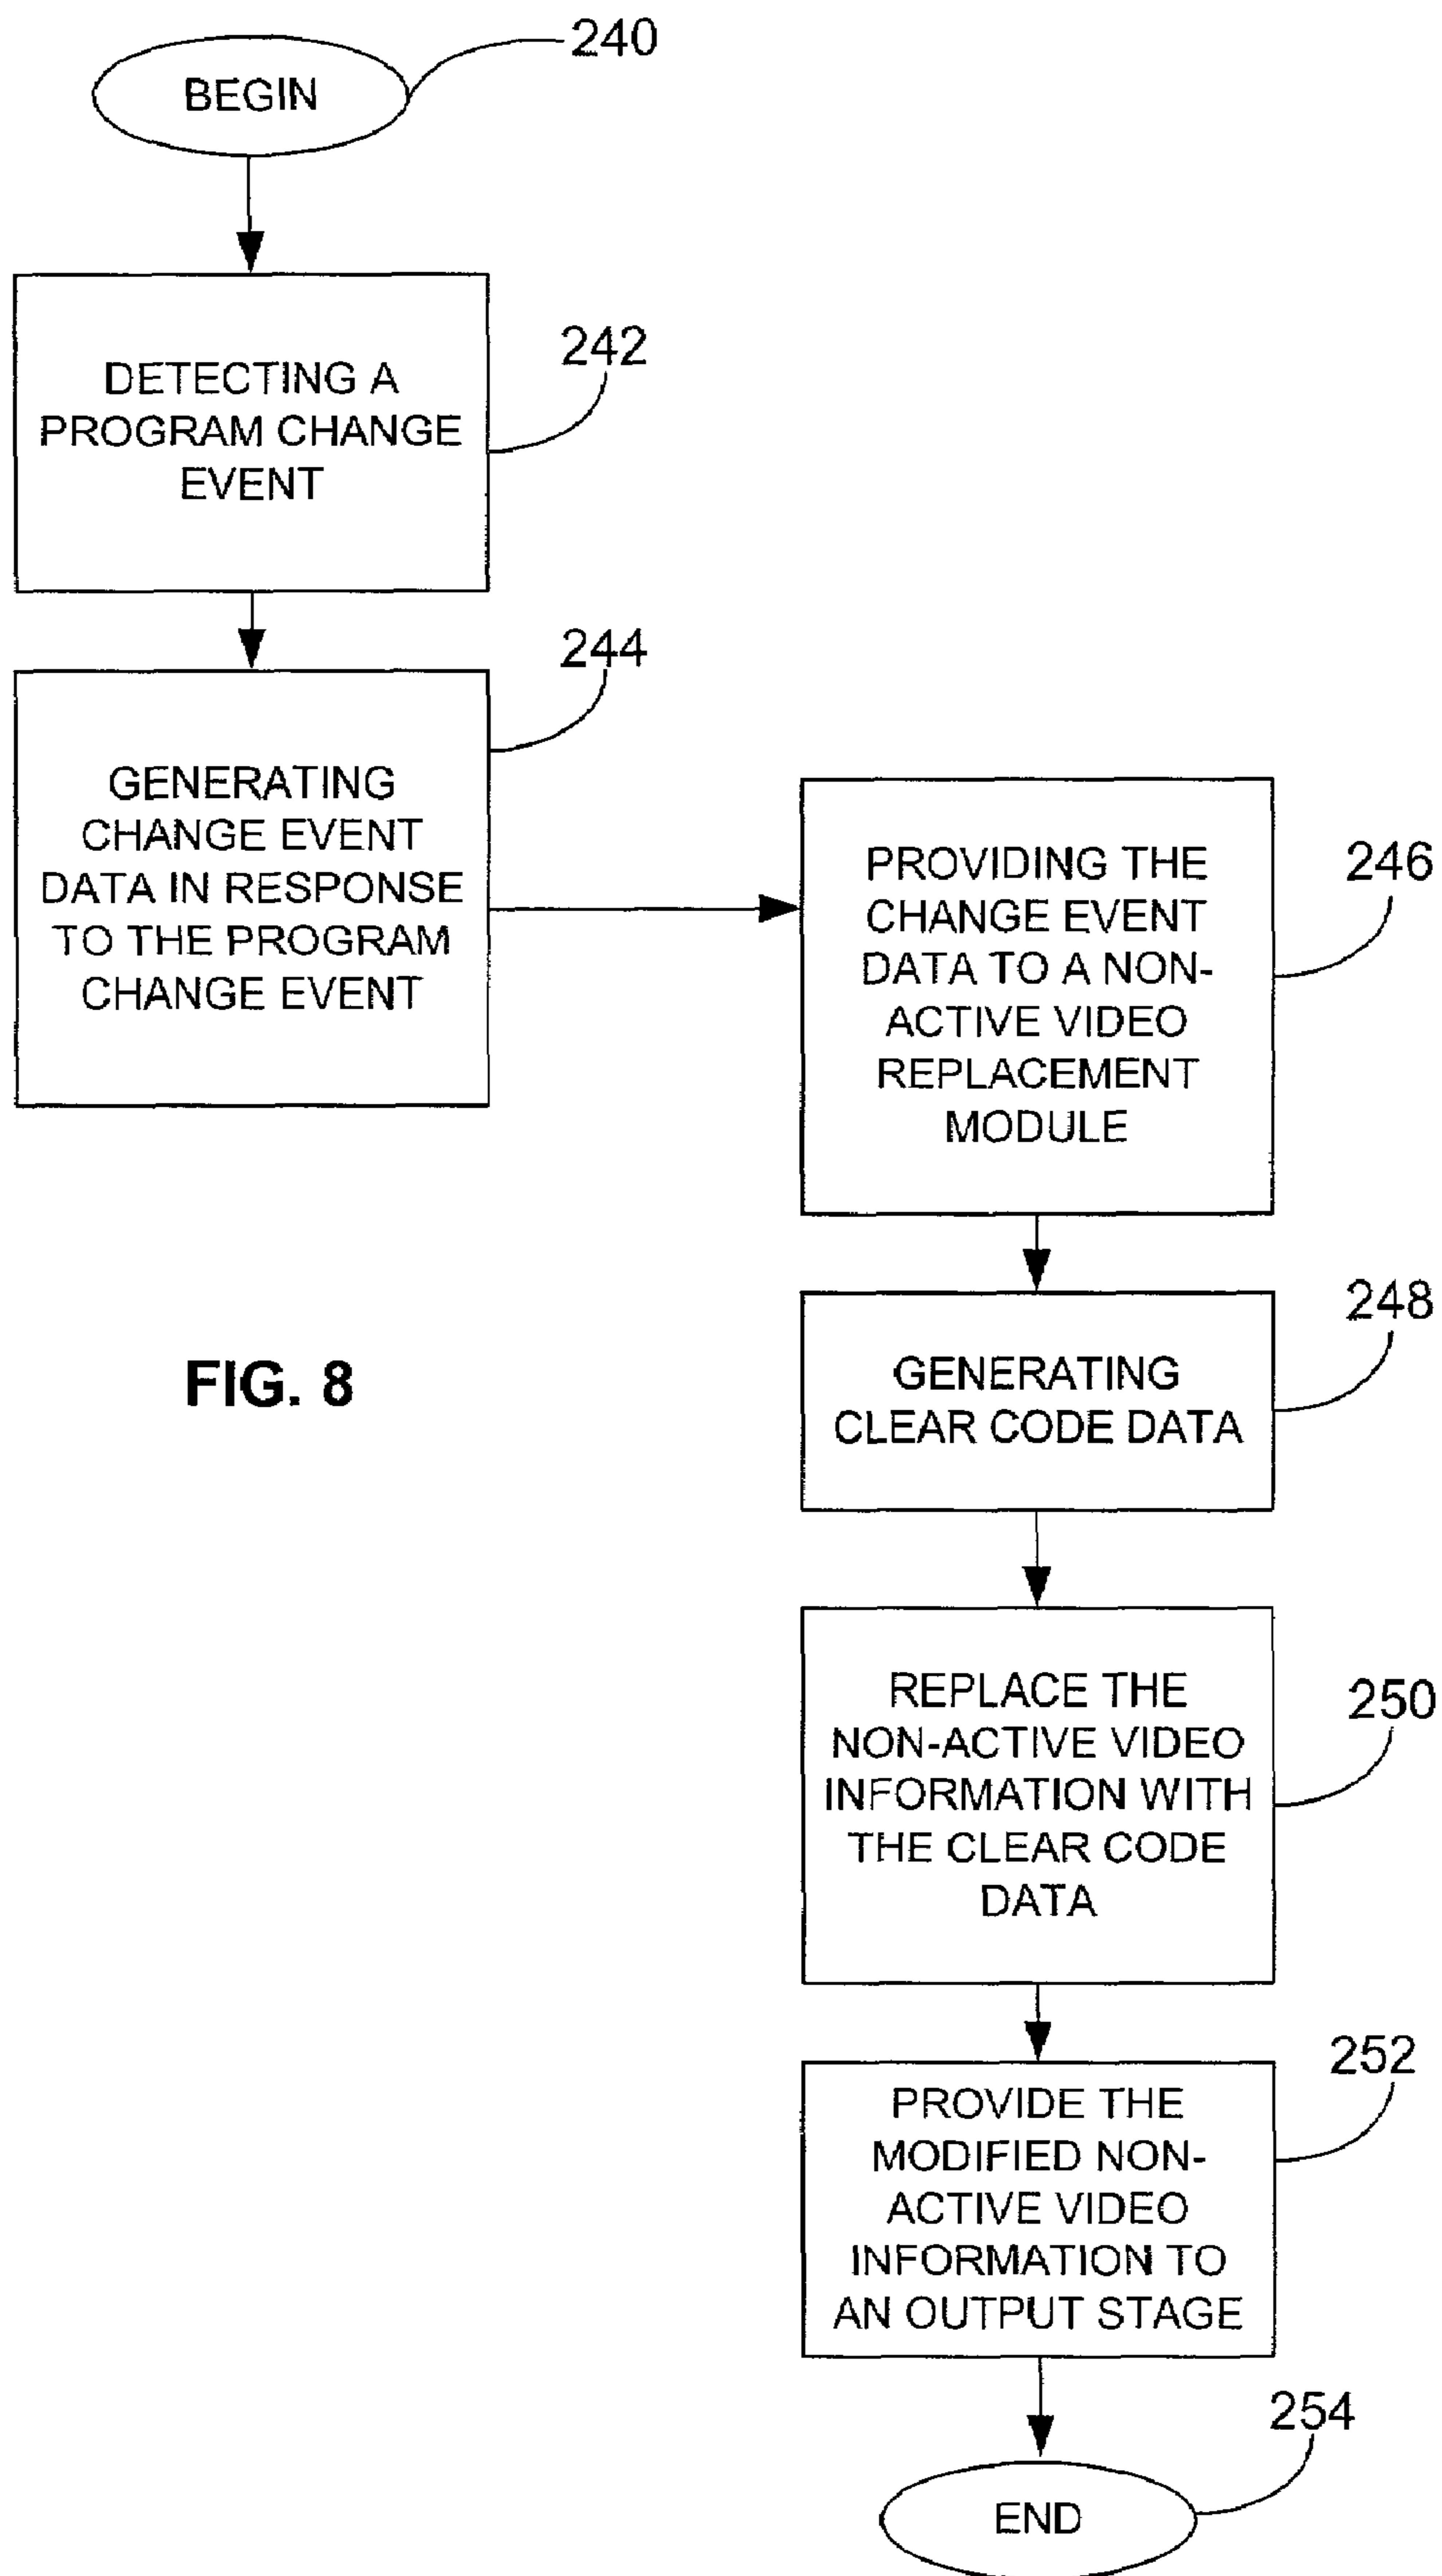 240
BEGIN
242
DETECTING A
PROGRAM CHANGE
EVENT
244
GENERATING
CHANGE EVENT
DATA IN RESPONSE
TO THE PROGRAM
CHANGE EVENT
246
PROVIDING THE
CHANGE EVENT
DATA TO A NON-
ACTIVE VIDEO
REPLACEMENT
MODULE
248
GENERATING
CLEAR CODE DATA
FIG. 8
250
REPLACE THE
NON-ACTIVE VIDEO
INFORMATION WITH
THE CLEAR CODE
DATA
252
PROVIDE THE
MODIFIED NON-
ACTIVE VIDEO
INFORMATION TO
AN OUTPUT STAGE
254
END